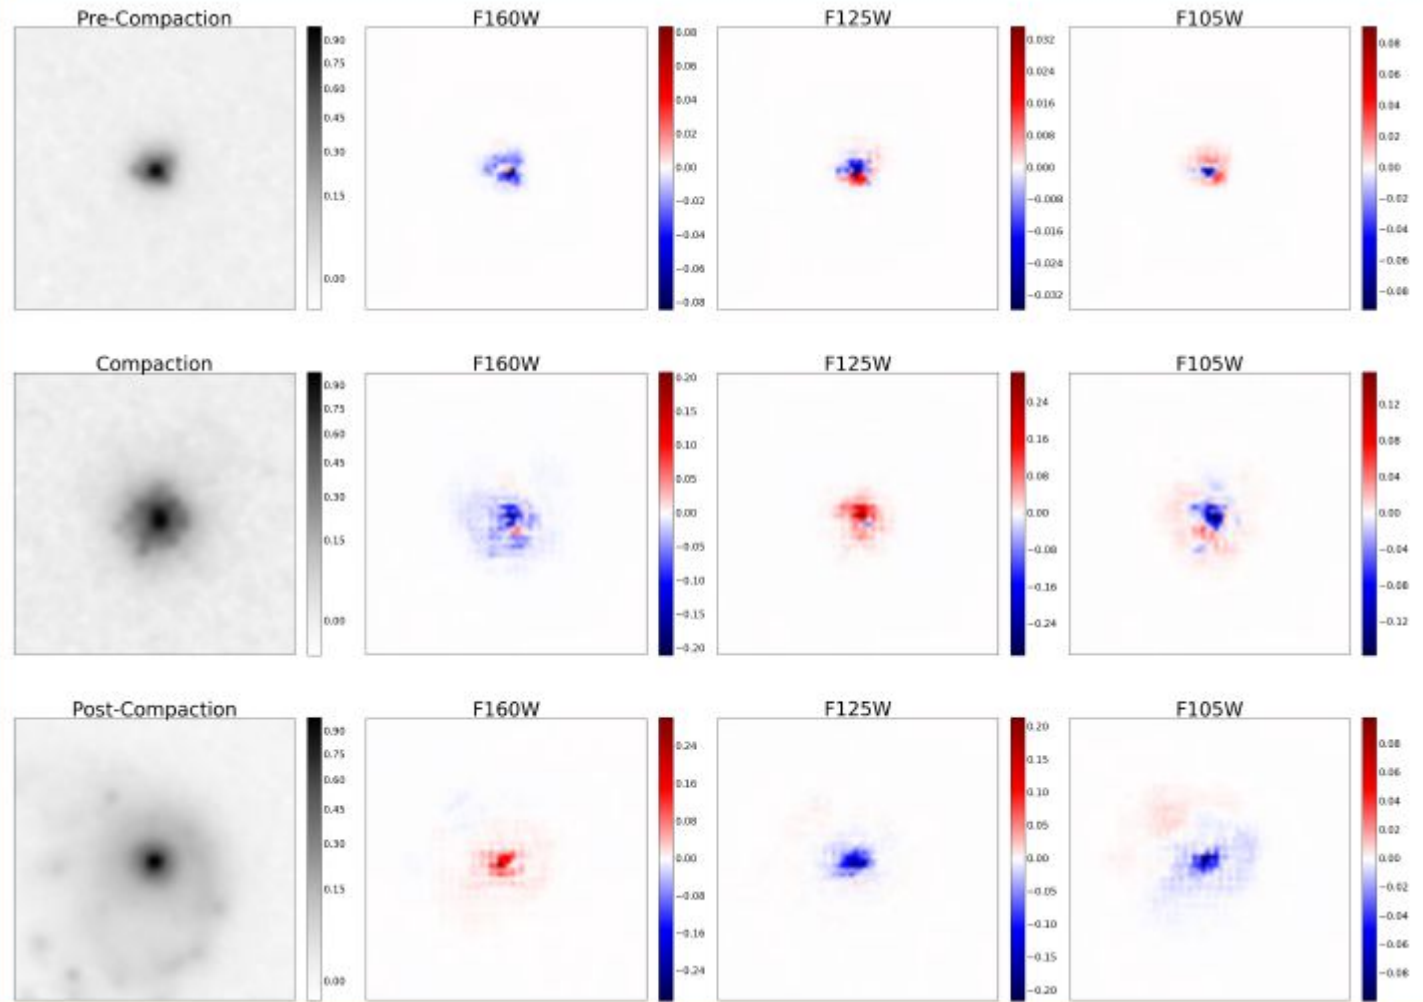 Pre-Compaction F160W F125W F105W
0.90 0.08 0.032 0.08
0.75 0.06 0.024 0.06
0.60 0.04 0.016 0.04
0.45 0.02 0.008 0.02
0.30 0.00 0.000 0.00
0.15 −0.02 −0.008 −0.02
0.00 −0.04 −0.016 −0.04
−0.06 −0.024 −0.06
−0.08 −0.032 −0.08
Compaction F160W F125W F105W
0.90 0.20 0.24 0.12
0.75 0.15 0.16 0.08
0.60 0.10 0.08 0.04
0.45 0.05 0.00 0.00
0.30 0.00 −0.08 −0.04
0.15 −0.05 −0.16 −0.08
0.00 −0.10 −0.24 −0.12
−0.15
−0.20
Post-Compaction F160W F125W F105W
0.90 0.24 0.20 0.08
0.75 0.16 0.15 0.06
0.60 0.08 0.10 0.04
0.45 0.00 0.05 0.02
0.30 −0.08 0.00 0.00
0.15 −0.16 −0.05 −0.02
0.00 −0.24 −0.10 −0.04
−0.15 −0.06
−0.20 −0.08